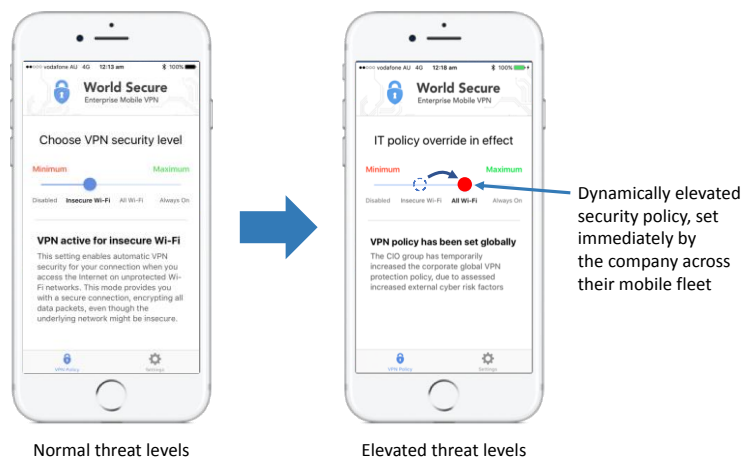 vodafone AU 4G 12:13 am 100%
World Secure
Enterprise Mobile VPN
Choose VPN security level
Minimum Maximum
Disabled Insecure Wi-Fi All Wi-Fi Always On
VPN active for insecure Wi-Fi
This setting enables automatic VPN
security for your connection when you
access the Internet on unprotected Wi-
Fi networks. This mode provides you
with a secure connection, encrypting all
data packets, even though the
underlying network might be insecure.
VPN Policy Settings
Normal threat levels
vodafone AU 4G 12:18 am 100%
World Secure
Enterprise Mobile VPN
IT policy override in effect
Minimum Maximum
Disabled Insecure Wi-Fi All Wi-Fi Always On
VPN policy has been set globally
The CIO group has temporarily
increased the corporate global VPN
protection policy, due to assessed
increased external cyber risk factors
VPN Policy Settings
Elevated threat levels
Dynamically elevated
security policy, set
immediately by
the company across
their mobile fleet